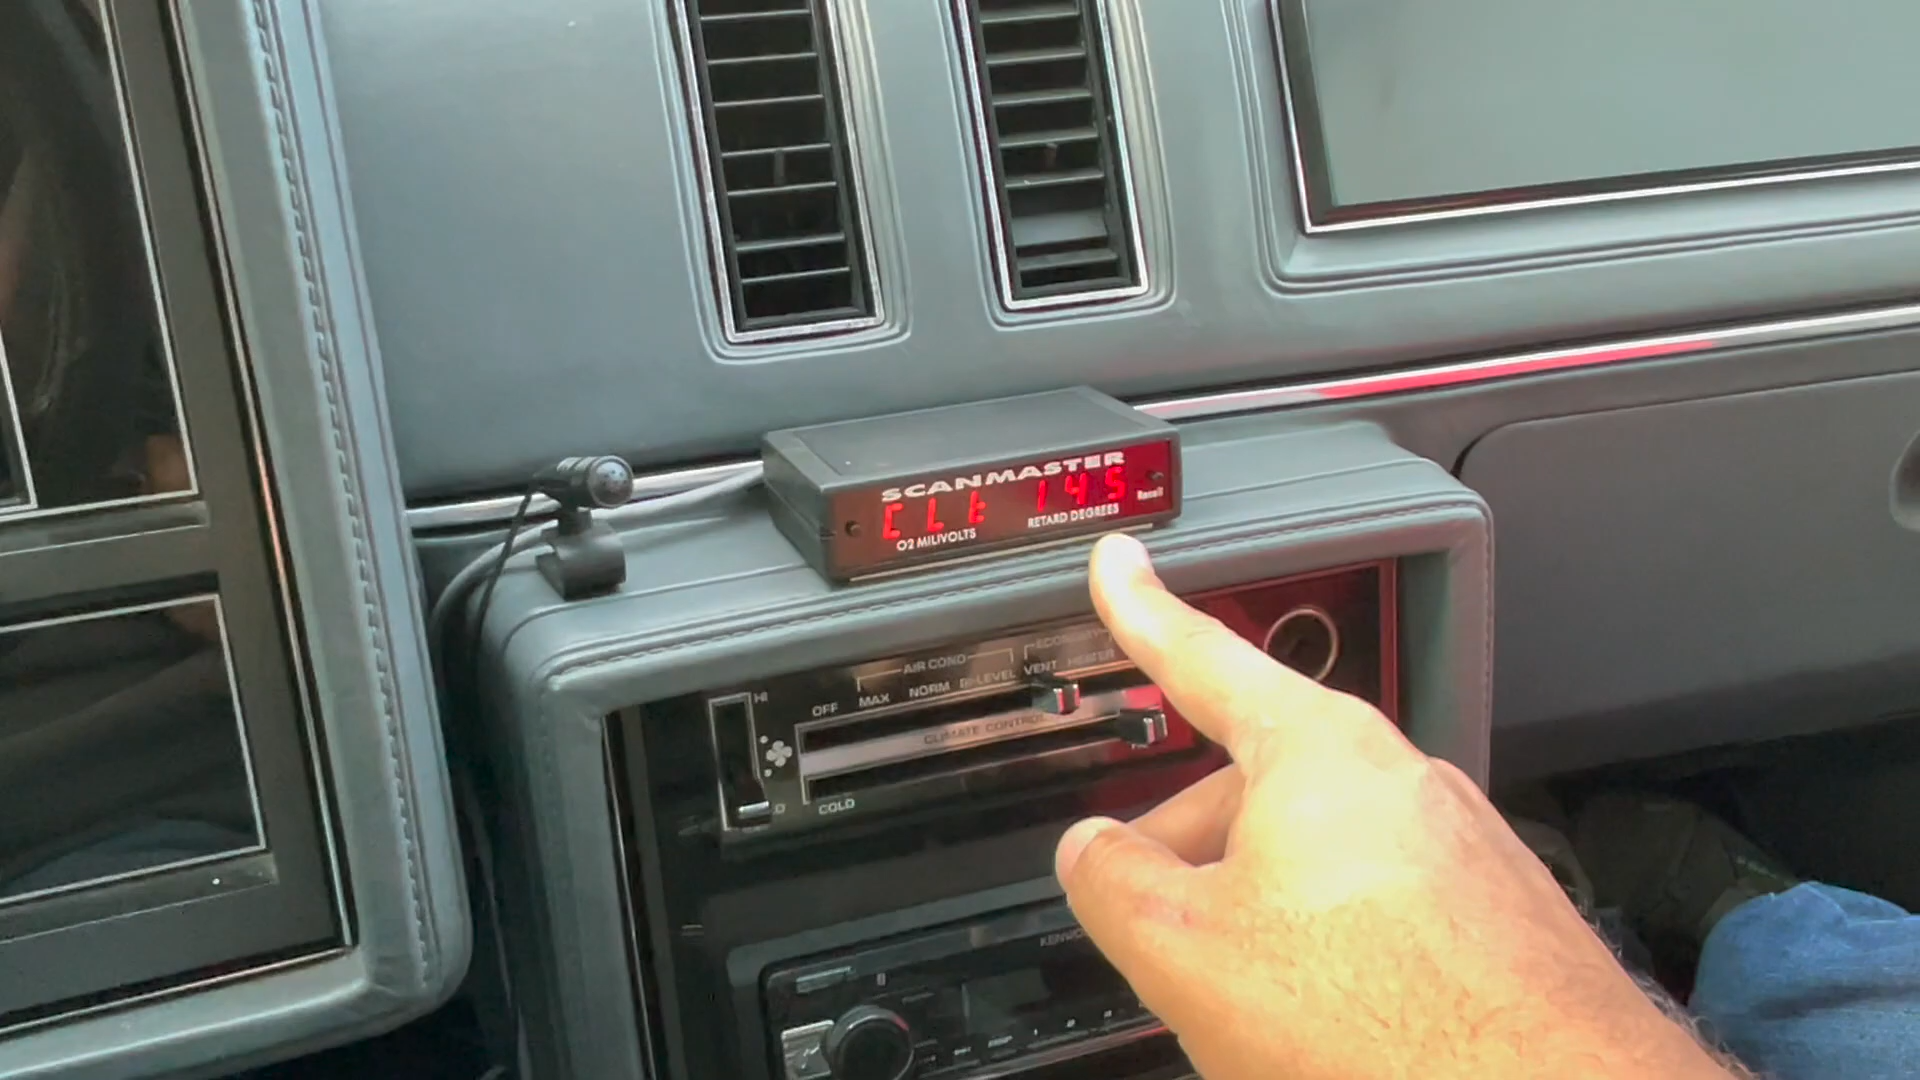 SCANMASTER
CLt 145
Recall
O2 MILIVOLTS
RETARD DEGREES
ECONOMY
AIR COND
HI
OFF MAX NORM BI-LEVEL VENT HEATER
CLIMATE CONTROL
COLD